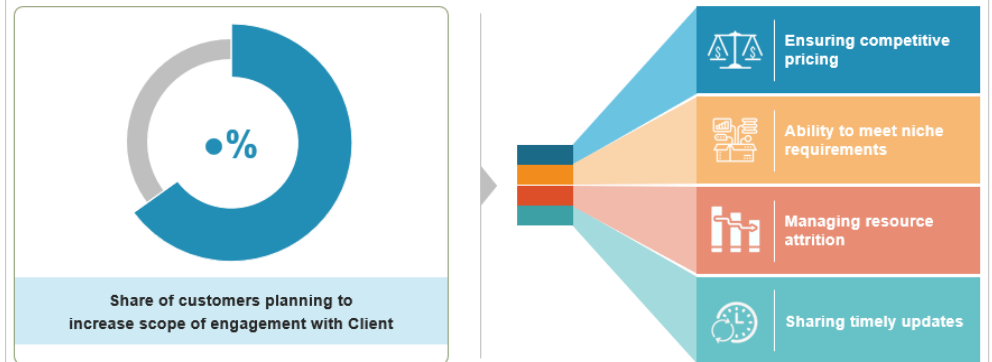 ●%
Share of customers planning to
increase scope of engagement with Client
Ensuring competitive
pricing
Ability to meet niche
requirements
Managing resource
attrition
Sharing timely updates